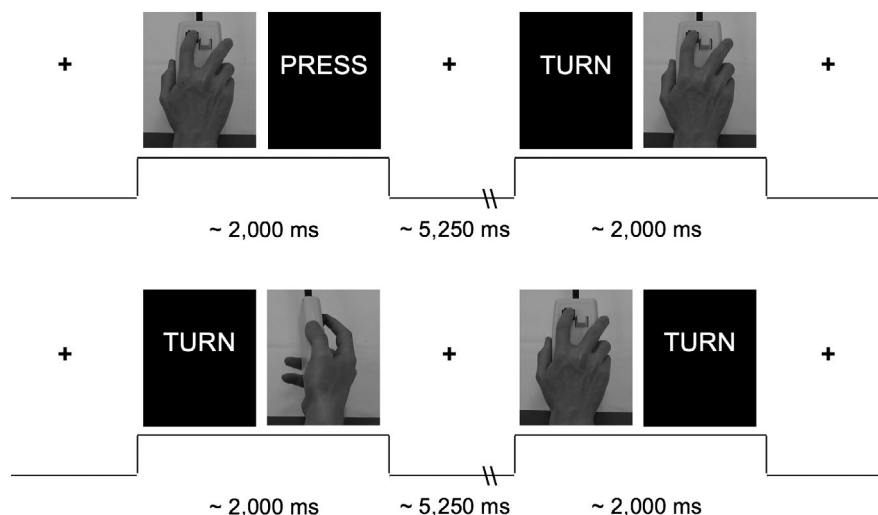 + PRESS + TURN +
~ 2,000 ms ~ 5,250 ms ~ 2,000 ms
+ TURN + TURN +
~ 2,000 ms ~ 5,250 ms ~ 2,000 ms